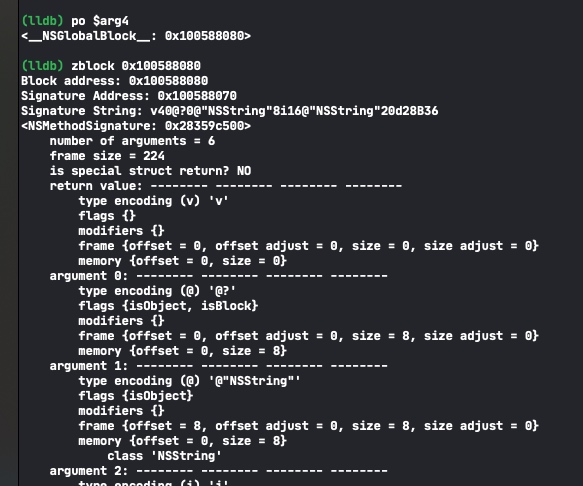 (lldb) po $arg4
<__NSGlobalBlock__: 0x100588080>
(lldb) zblock 0x100588080
Block address: 0x100588080
Signature Address: 0x100588070
Signature String: v40@?0@"NSString"8i16@"NSString"20d28B36
<NSMethodSignature: 0x28359c500>
number of arguments = 6
frame size = 224
is special struct return? NO
return value: -------- -------- -------- --------
type encoding (v) 'v'
flags {}
modifiers {}
frame {offset = 0, offset adjust = 0, size = 0, size adjust = 0}
memory {offset = 0, size = 0}
argument 0: -------- -------- -------- --------
type encoding (@) '@?'
flags {isObject, isBlock}
modifiers {}
frame {offset = 0, offset adjust = 0, size = 8, size adjust = 0}
memory {offset = 0, size = 8}
argument 1: -------- -------- -------- --------
type encoding (@) '@"NSString"'
flags {isObject}
modifiers {}
frame {offset = 8, offset adjust = 0, size = 8, size adjust = 0}
memory {offset = 0, size = 8}
class 'NSString'
argument 2: -------- -------- -------- --------
type encoding (i) 'i'